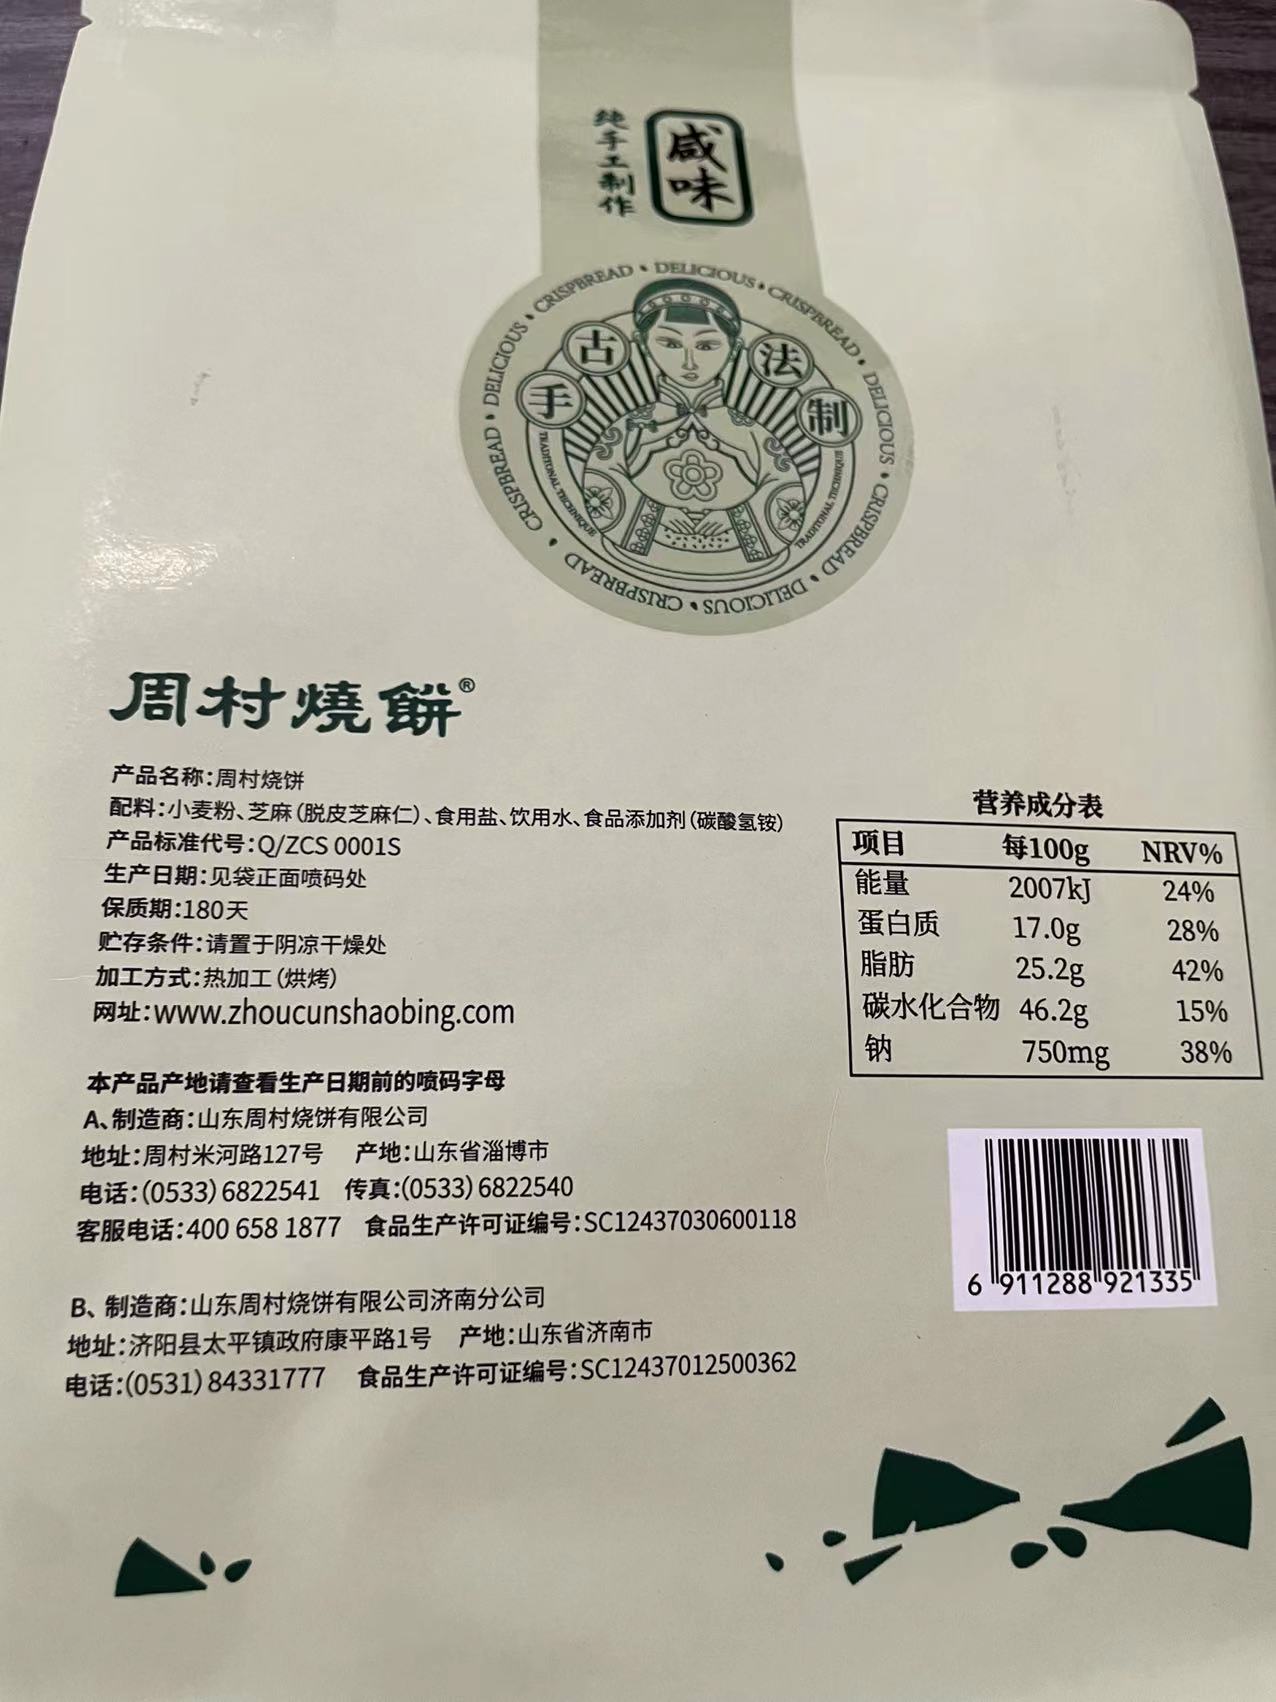 咸味
纯手工制作
CRISPBREAD • DELICIOUS • CRISPBREAD • DELICIOUS • CRISPBREAD • DELICIOUS • CRISPBREAD • CRISPBREAD • DELICIOUS
古法
手制
TRADITIONAL TECHNIQUE
TRADITIONAL TECHNIQUE
周村燒餅®
产品名称:周村烧饼
配料:小麦粉、芝麻(脱皮芝麻仁)、食用盐、饮用水、食品添加剂(碳酸氢铵)
产品标准代号:Q/ZCS 0001S
生产日期:见袋正面喷码处
保质期:180天
贮存条件:请置于阴凉干燥处
加工方式:热加工(烘烤)
网址:www.zhoucunshaobing.com
本产品产地请查看生产日期前的喷码字母
A、制造商:山东周村烧饼有限公司
地址:周村米河路127号 产地:山东省淄博市
电话:(0533)6822541 传真:(0533)6822540
客服电话:400 658 1877 食品生产许可证编号:SC12437030600118
B、制造商:山东周村烧饼有限公司济南分公司
地址:济阳县太平镇政府康平路1号 产地:山东省济南市
电话:(0531)84331777 食品生产许可证编号:SC12437012500362
营养成分表
项目 每100g NRV%
能量 2007kJ 24%
蛋白质 17.0g 28%
脂肪 25.2g 42%
碳水化合物 46.2g 15%
钠 750mg 38%
6 911288 921335